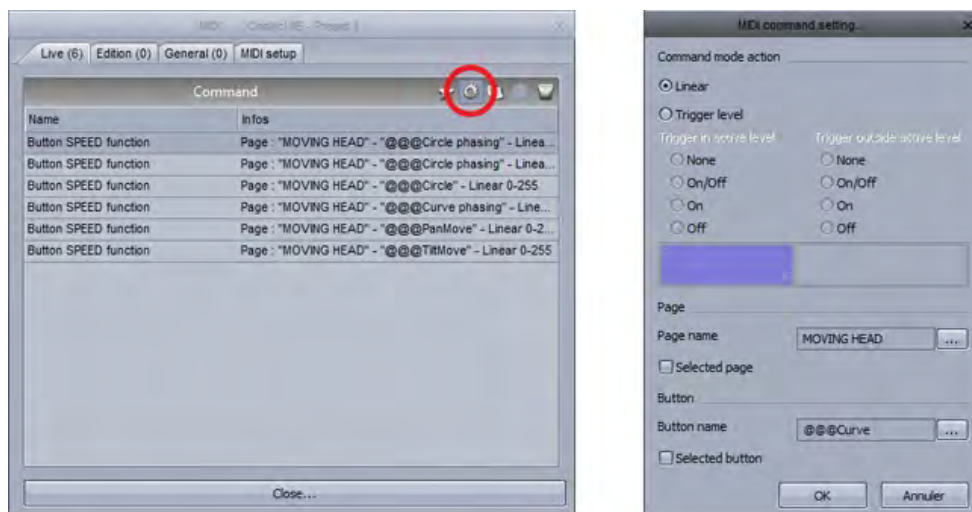 Live (6) Edition (0) General (0) MIDI setup
Command
Name Infos
Button SPEED function Page : "MOVING HEAD" - "@@@Circle phasing" - Linea...
Button SPEED function Page : "MOVING HEAD" - "@@@Circle phasing" - Linea...
Button SPEED function Page : "MOVING HEAD" - "@@@Circle" - Linear 0-255
Button SPEED function Page : "MOVING HEAD" - "@@@Curve phasing" - Line...
Button SPEED function Page : "MOVING HEAD" - "@@@PanMove" - Linear 0-2...
Button SPEED function Page : "MOVING HEAD" - "@@@TiltMove" - Linear 0-255
Close...
MIDI command setting...
Command mode action
Linear
Trigger level
Trigger in active level Trigger outside active level
None None
On/Off On/Off
On On
Off Off
Page
Page name MOVING HEAD ...
Selected page
Button
Button name @@@Curve ...
Selected button
OK Annuler